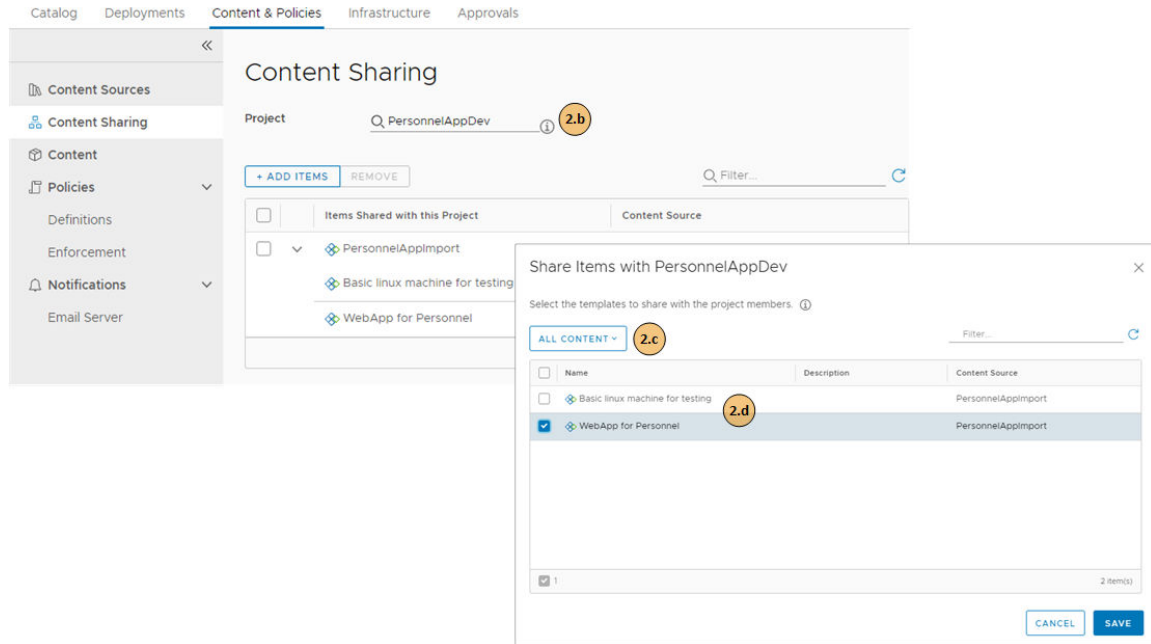 Catalog Deployments Content & Policies Infrastructure Approvals
Content Sources
Content Sharing
Content
Policies
Definitions
Enforcement
Notifications
Email Server
Content Sharing
Project PersonnelAppDev 2.b
+ ADD ITEMS REMOVE Filter...
Items Shared with this Project Content Source
PersonnelAppImport
Basic linux machine for testing
WebApp for Personnel
Share Items with PersonnelAppDev
Select the templates to share with the project members.
ALL CONTENT 2.c Filter...
Name Description Content Source
Basic linux machine for testing PersonnelAppImport
2.d
WebApp for Personnel PersonnelAppImport
1 2 item(s)
CANCEL SAVE